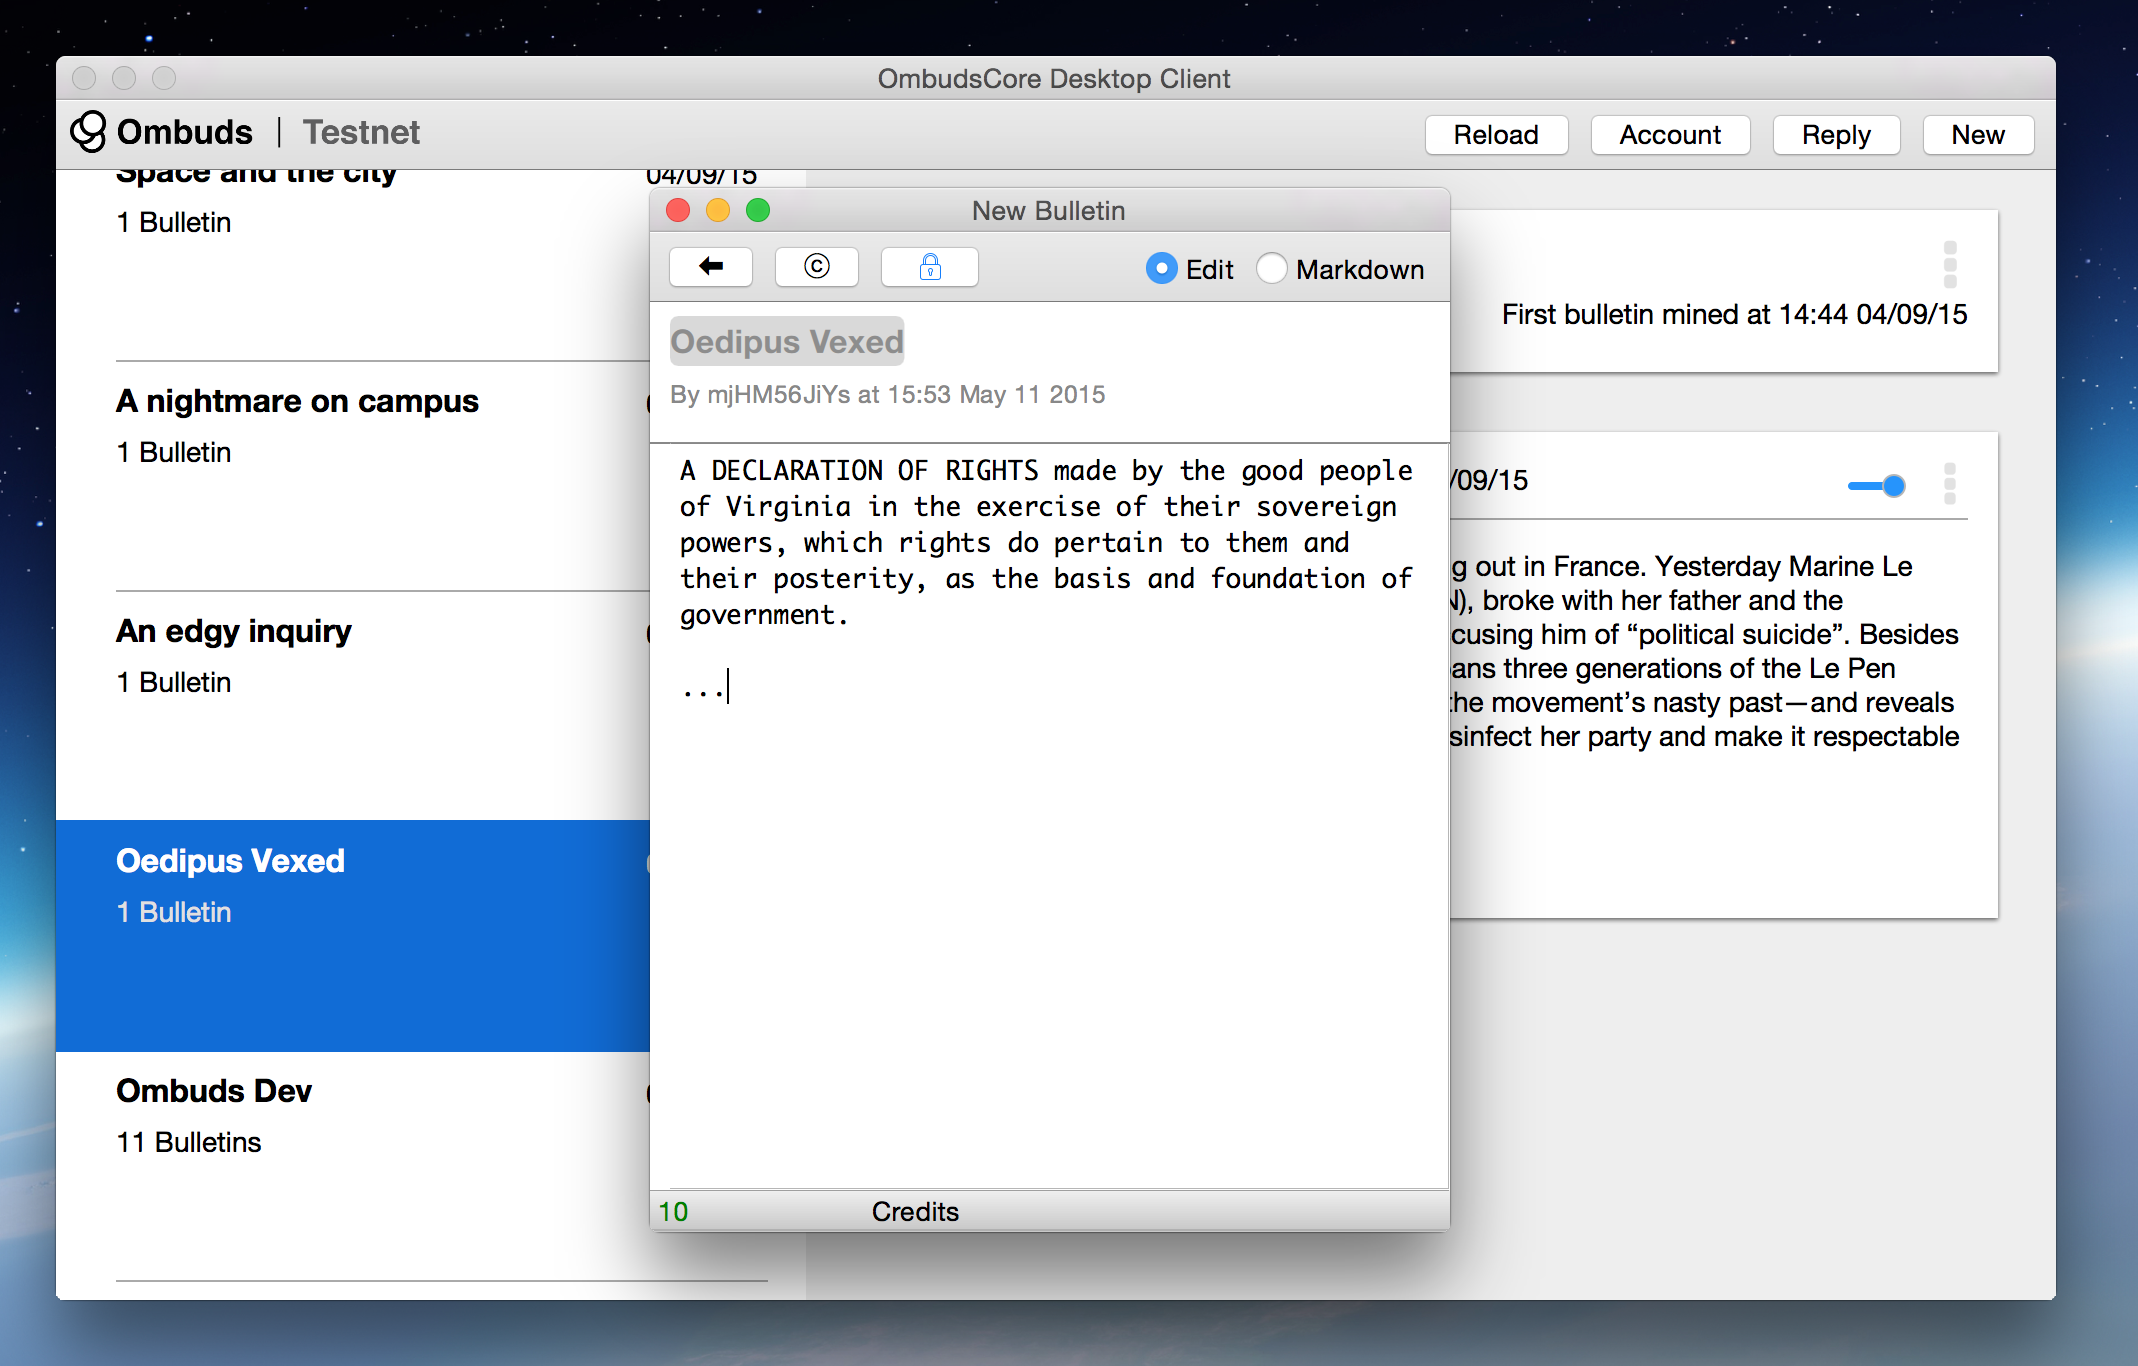 OmbudsCore Desktop Client
Ombuds | Testnet
Reload
Account
Reply
New
Space and the city
04/09/15
1 Bulletin
A nightmare on campus
1 Bulletin
An edgy inquiry
1 Bulletin
Oedipus Vexed
1 Bulletin
Ombuds Dev
11 Bulletins
New Bulletin
©
Edit
Markdown
Oedipus Vexed
By mjHM56JiYs at 15:53 May 11 2015
A DECLARATION OF RIGHTS made by the good people
of Virginia in the exercise of their sovereign
powers, which rights do pertain to them and
their posterity, as the basis and foundation of
government.
...
10
Credits
First bulletin mined at 14:44 04/09/15
/09/15
out in France. Yesterday Marine Le
broke with her father and the
him of “political suicide”. Besides
three generations of the Le Pen
the movement’s nasty past—and reveals
her party and make it respectable